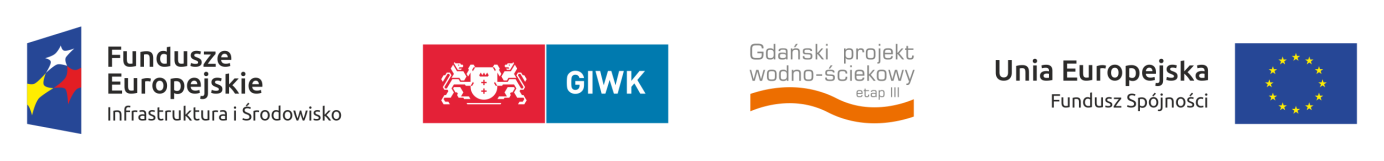 Fundusze
Europejskie
Infrastruktura i Środowisko
GIWK
Gdański projekt
wodno-ściekowy
etap III
Unia Europejska
Fundusz Spójności